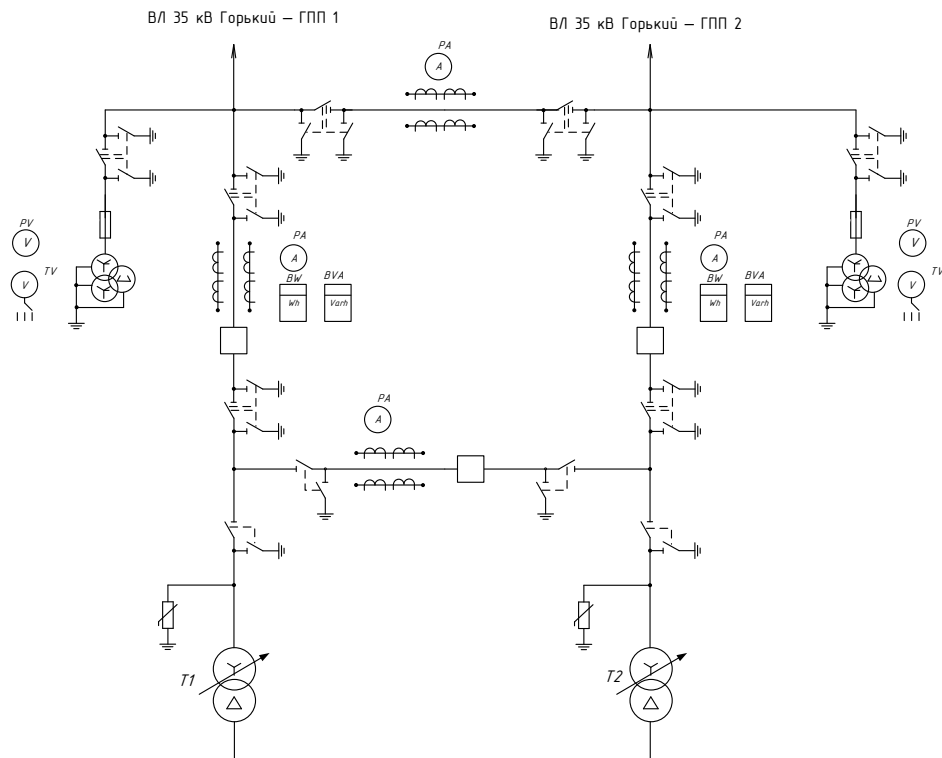 ВЛ 35 кВ Горький – ГПП 1
ВЛ 35 кВ Горький – ГПП 2
PA
A
PV
V
TV
V
PA
A
BW
BVA
Wh
Varh
PA
A
BW
BVA
Wh
Varh
PV
V
TV
V
PA
A
T1
T2